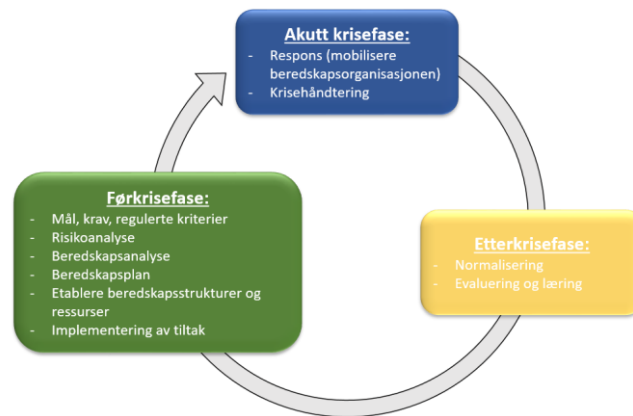 Akutt krisefase:
- Respons (mobilisere
beredskapsorganisasjonen)
- Krisehåndtering
Førkrisefase:
- Mål, krav, regulerte kriterier
- Risikoanalyse
- Beredskapsanalyse
- Beredskapsplan
- Etablere beredskapsstrukturer og
ressurser
- Implementering av tiltak
Etterkrisefase:
- Normalisering
- Evaluering og læring